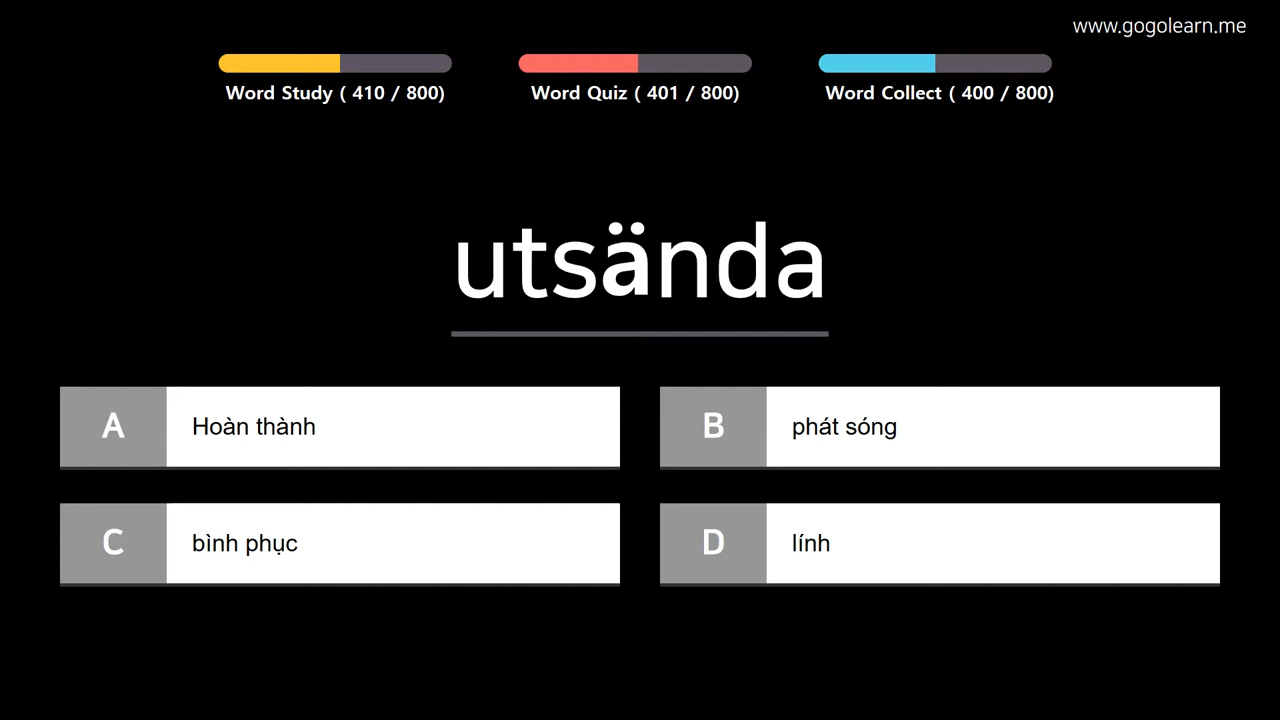 www.gogolearn.me
Word Study ( 410 / 800)
Word Quiz ( 401 / 800)
Word Collect ( 400 / 800)
utsända
A
Hoàn thành
B
phát sóng
C
bình phục
D
lính